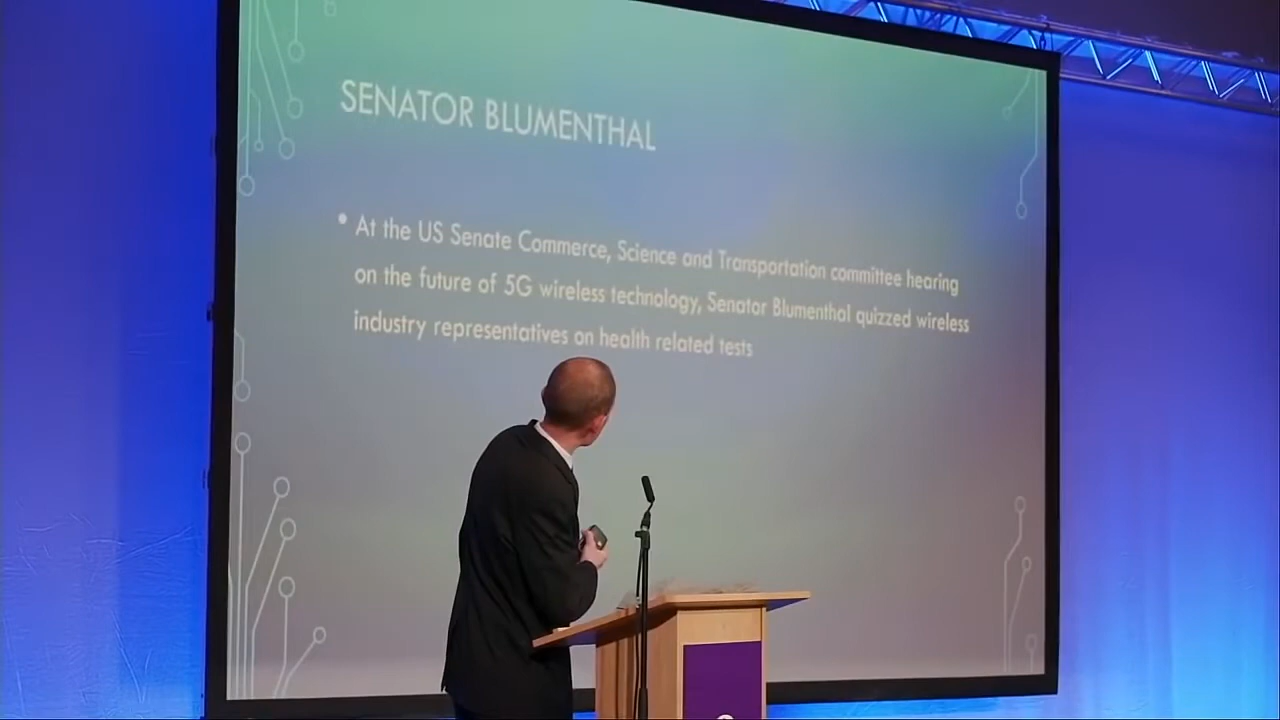 SENATOR BLUMENTHAL
• At the US Senate Commerce, Science and Transportation committee hearing
on the future of 5G wireless technology, Senator Blumenthal quizzed wireless
industry representatives on health related tests